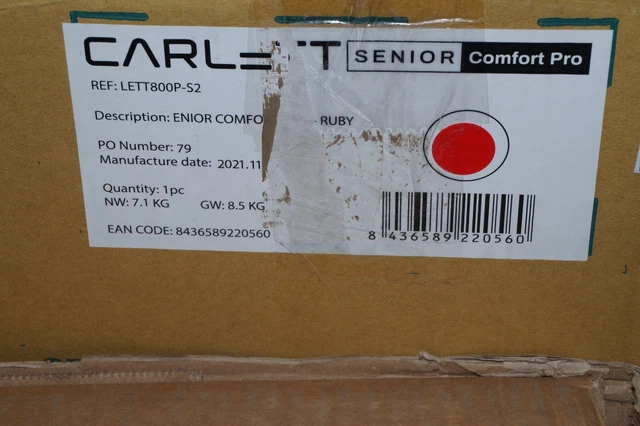 CARLETT SENIOR Comfort Pro
REF: LETT800P-S2
Description: ENIOR COMFO RUBY
PO Number: 79
Manufacture date: 2021.11
Quantity: 1pc
NW: 7.1 KG GW: 8.5 KG
EAN CODE: 8436589220560
8 436589 220560